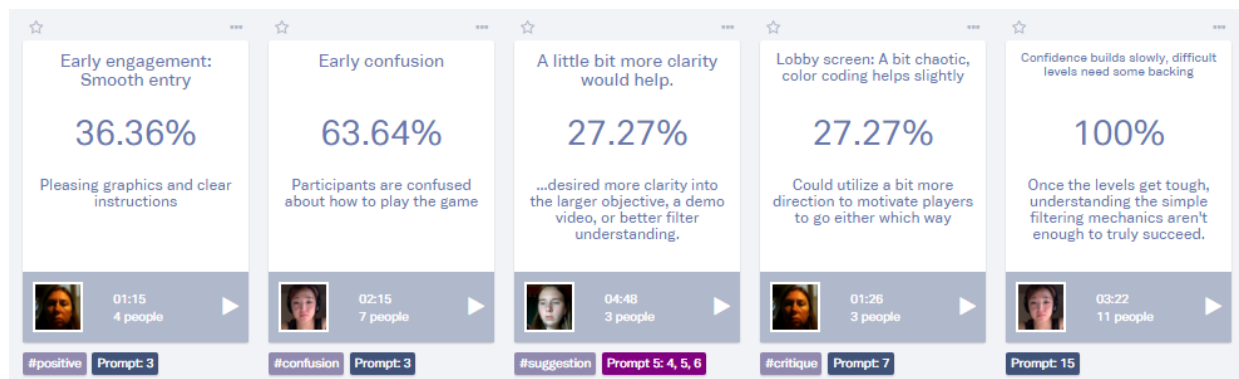 Early engagement:
Smooth entry
36.36%
Pleasing graphics and clear
instructions
01:15
4 people
#positive
Prompt: 3
Early confusion
63.64%
Participants are confused
about how to play the game
02:15
7 people
#confusion
Prompt: 3
A little bit more clarity
would help.
27.27%
...desired more clarity into
the larger objective, a demo
video, or better filter
understanding.
04:48
3 people
#suggestion
Prompt 5: 4, 5, 6
Lobby screen: A bit chaotic,
color coding helps slightly
27.27%
Could utilize a bit more
direction to motivate players
to go either which way
01:26
3 people
#critique
Prompt: 7
Confidence builds slowly, difficult
levels need some backing
100%
Once the levels get tough,
understanding the simple
filtering mechanics aren't
enough to truly succeed.
03:22
11 people
Prompt: 15